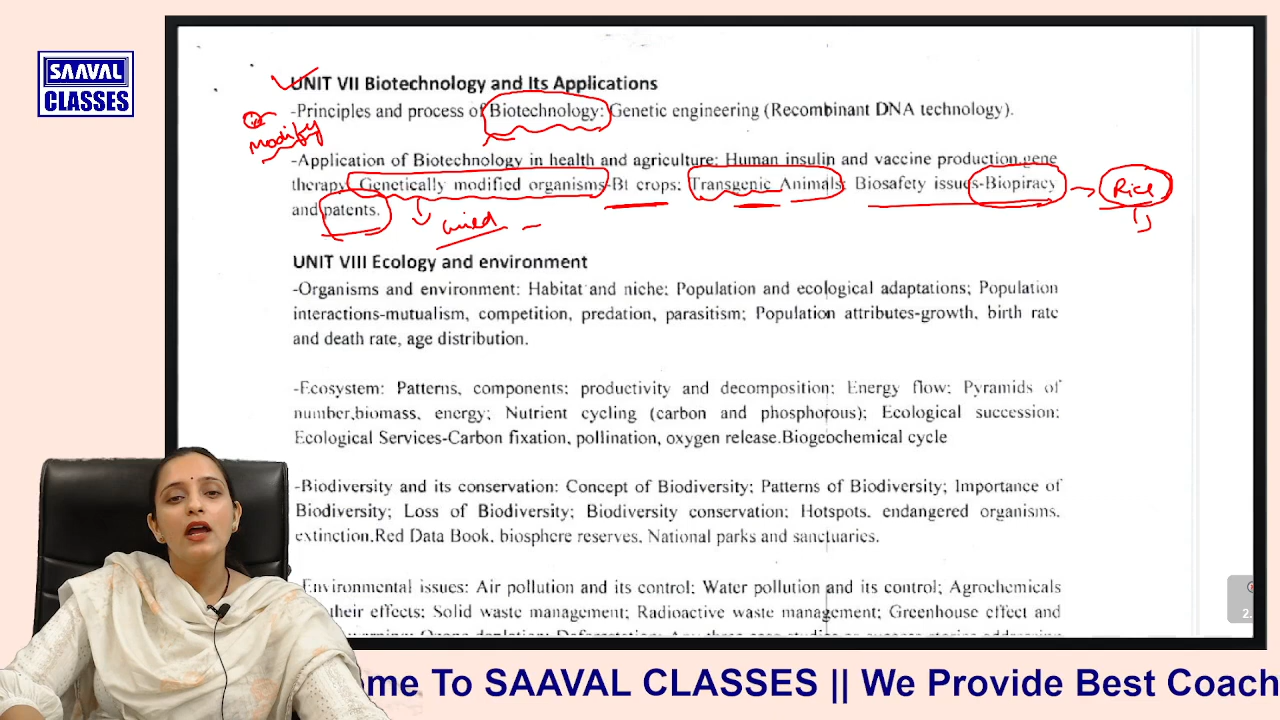 SAAVAL
CLASSES
UNIT VII Biotechnology and Its Applications
-Principles and process of Biotechnology: Genetic engineering (Recombinant DNA technology).
modify
-Application of Biotechnology in health and agriculture: Human insulin and vaccine production,gene
therapy Genetically modified organisms-Bt crops; Transgenic Animals; Biosafety issues-Biopiracy
Rice
and patents.
UNIT VIII Ecology and environment
-Organisms and environment: Habitat and niche; Population and ecological adaptations; Population
interactions-mutualism, competition, predation, parasitism; Population attributes-growth, birth rate
and death rate, age distribution.
-Ecosystem: Patterns, components; productivity and decomposition; Energy flow; Pyramids of
number,biomass, energy; Nutrient cycling (carbon and phosphorous); Ecological succession;
Ecological Services-Carbon fixation, pollination, oxygen release.Biogeochemical cycle
-Biodiversity and its conservation: Concept of Biodiversity; Patterns of Biodiversity; Importance of
Biodiversity; Loss of Biodiversity; Biodiversity conservation: Hotspots, endangered organisms,
extinction,Red Data Book, biosphere reserves, National parks and sanctuaries.
Environmental issues: Air pollution and its control; Water pollution and its control; Agrochemicals
their effects; Solid waste management; Radioactive waste management; Greenhouse effect and
me To SAAVAL CLASSES || We Provide Best Coach